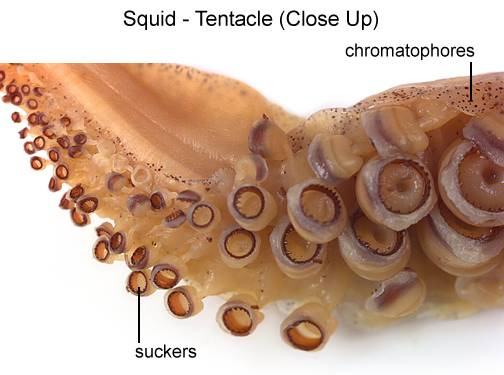 Squid - Tentacle (Close Up)
chromatophores
suckers